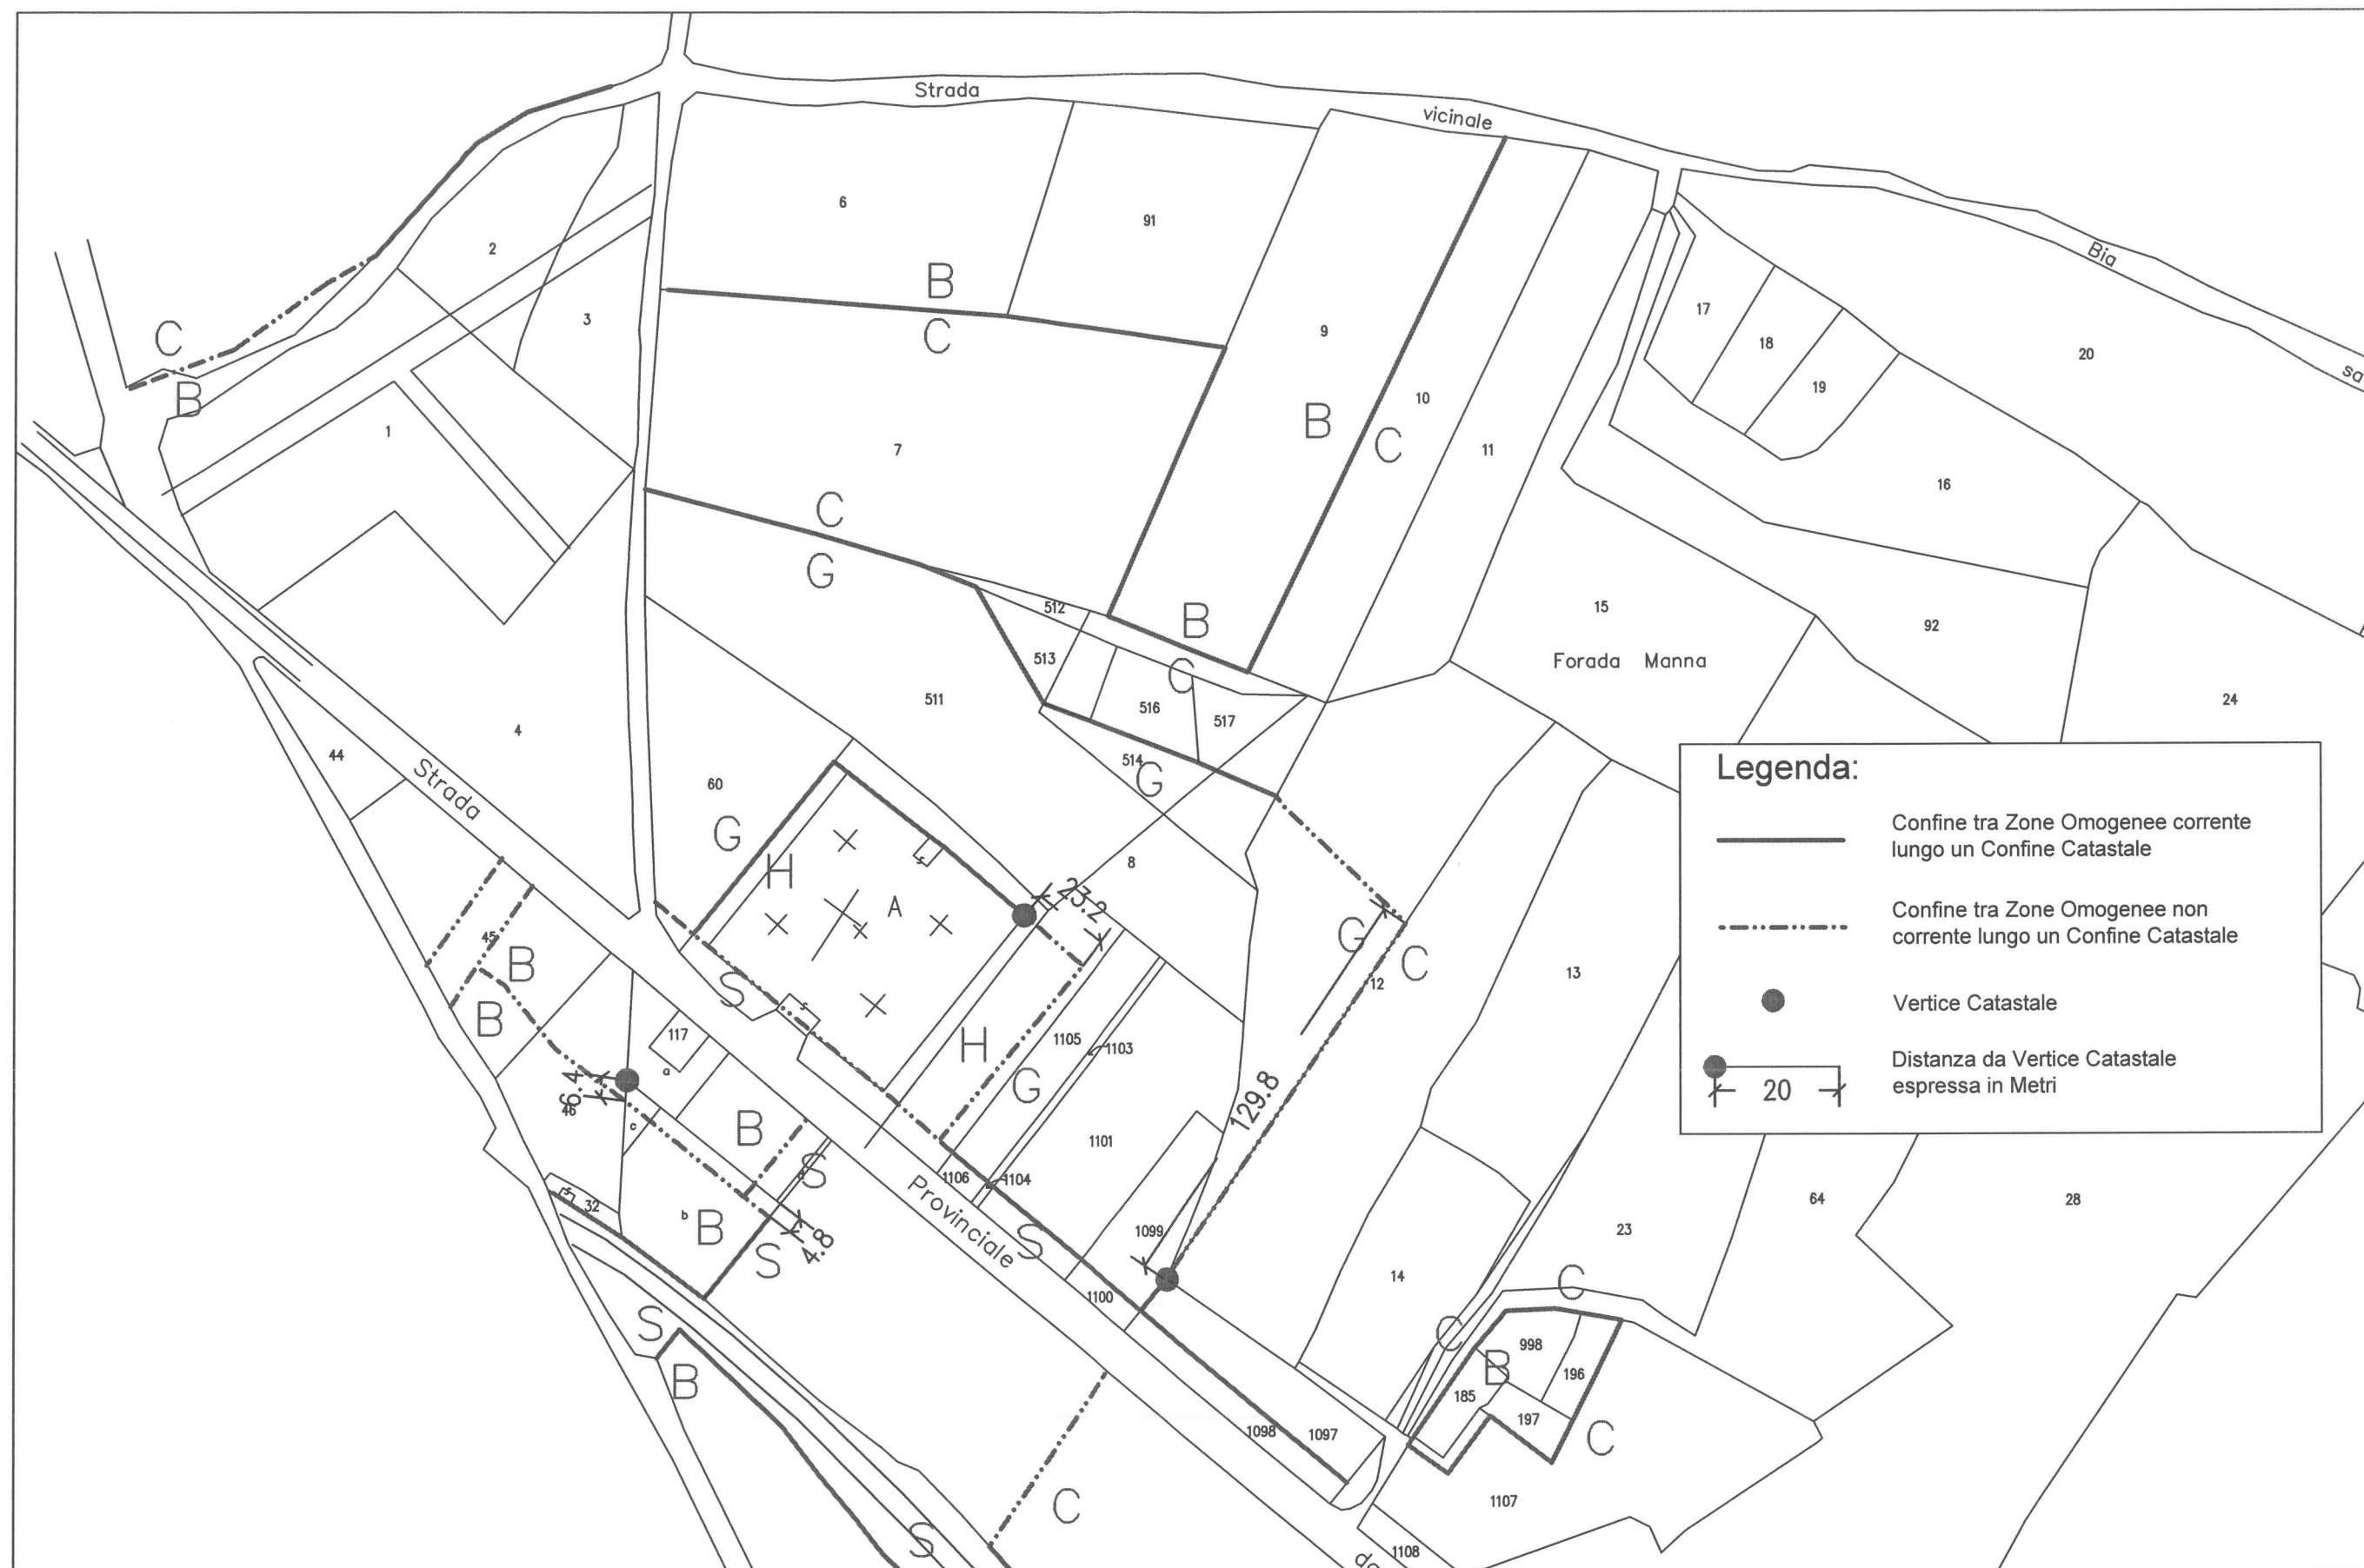 Strada
vicinale
6
91
2
Bia
B
17
3
9
C
C
18
20
sa
19
B
10
1
B
C
7
11
16
C
G
512
B
15
92
513
C
Forada Manna
511
516
517
24
4
44
514
G
Strada
60
G
H
8
A
23.2
45
B
G
C
12
13
S
B
117
H
1105
1103
a
G
6.4
46
129.8
B
c
1101
S
1106
1104
32
b
B
Provinciale
1099
S
4.8
S
14
23
64
28
1100
C
S
C
998
B
B
196
185
197
C
1098
1097
C
1107
S
1108
Legenda:
Confine tra Zone Omogenee corrente
lungo un Confine Catastale
Confine tra Zone Omogenee non
corrente lungo un Confine Catastale
Vertice Catastale
Distanza da Vertice Catastale
espressa in Metri
20